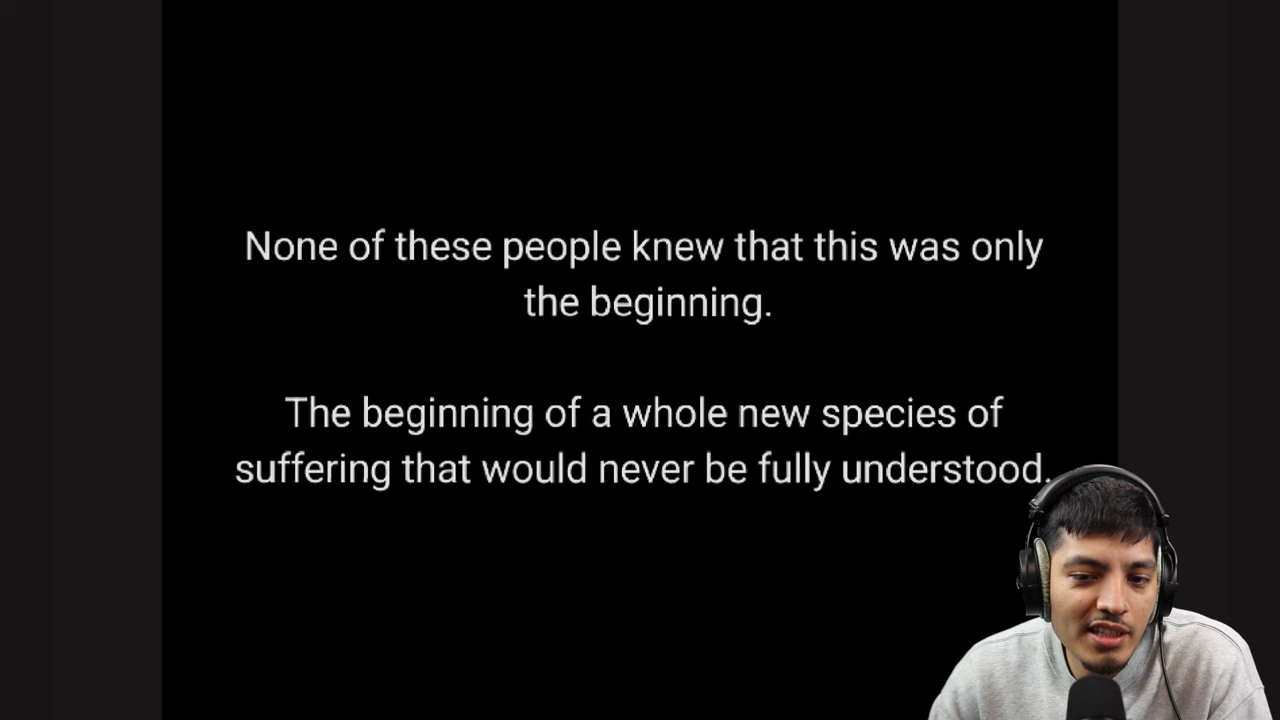 None of these people knew that this was only
the beginning.
The beginning of a whole new species of
suffering that would never be fully understood.